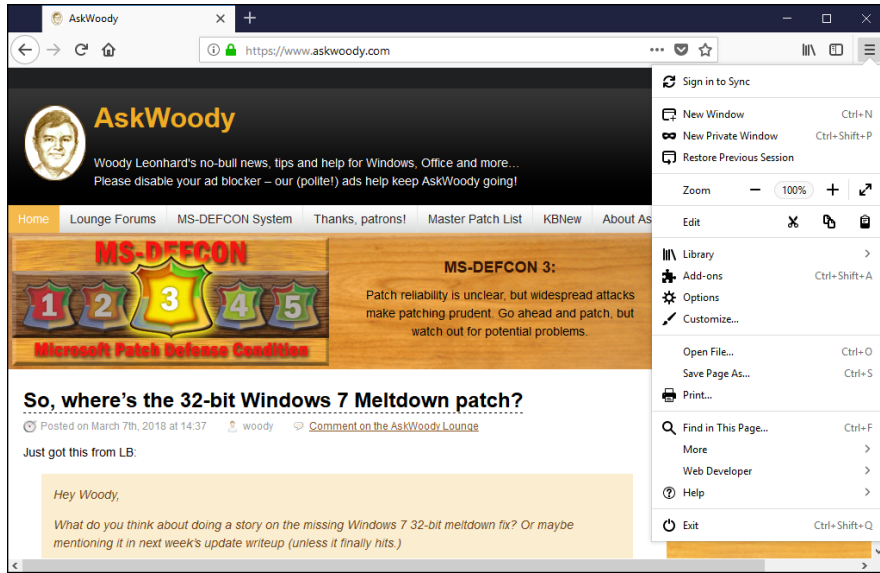 AskWoody
https://www.askwoody.com
AskWoody
Woody Leonhard's no-bull news, tips and help for Windows, Office and more...
Please disable your ad blocker – our (polite!) ads help keep AskWoody going!
Home Lounge Forums MS-DEFCON System Thanks, patrons! Master Patch List KBNew About As
MS-DEFCON
1 2 3 4 5
Microsoft Patch Defense Condition
MS-DEFCON 3:
Patch reliability is unclear, but widespread attacks
make patching prudent. Go ahead and patch, but
watch out for potential problems.
So, where's the 32-bit Windows 7 Meltdown patch?
Posted on March 7th, 2018 at 14:37 woody Comment on the AskWoody Lounge
Just got this from LB:
Hey Woody,
What do you think about doing a story on the missing Windows 7 32-bit meltdown fix? Or maybe
mentioning it in next week's update writeup (unless it finally hits.)
Sign in to Sync
New Window Ctrl+N
New Private Window Ctrl+Shift+P
Restore Previous Session
Zoom 100%
Edit
Library
Add-ons Ctrl+Shift+A
Options
Customize...
Open File... Ctrl+O
Save Page As... Ctrl+S
Print...
Find in This Page... Ctrl+F
More
Web Developer
Help
Exit Ctrl+Shift+Q